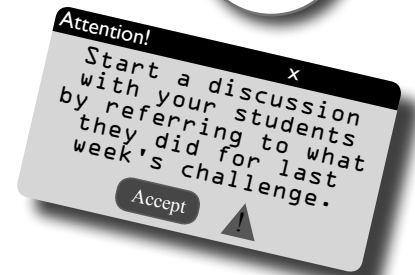 Attention!
x
Start a discussion
with your students
by referring to what
they did for last
week's challenge.
Accept
!